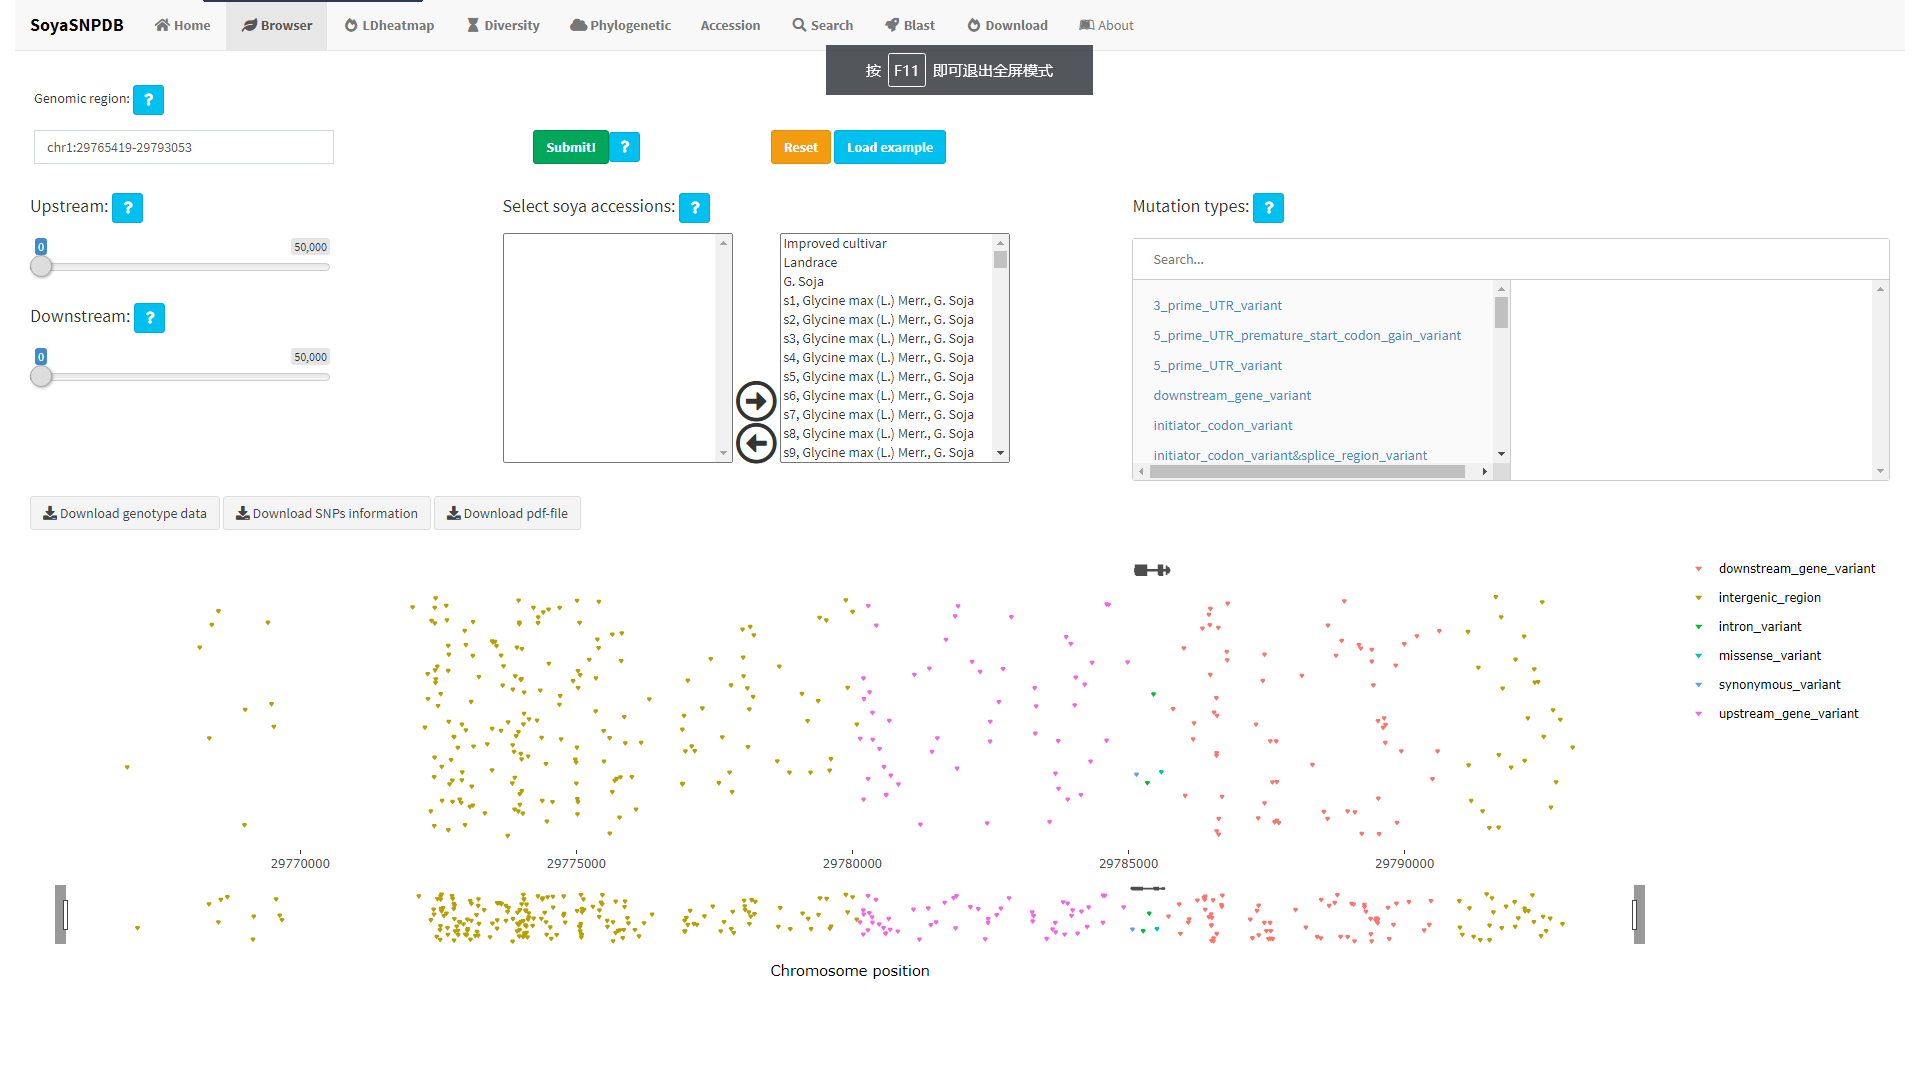 SoyaSNPDB Home Browser LDheatmap Diversity Phylogenetic Accession Search Blast Download About
按 F11 即可退出全屏模式
Genomic region: ?
chr1:29765419-29793053
Submit! ?
Reset Load example
Upstream: ?
0 50,000
Downstream: ?
0 50,000
Select soya accessions: ?
Improved cultivar
Landrace
G. Soja
s1, Glycine max (L.) Merr., G. Soja
s2, Glycine max (L.) Merr., G. Soja
s3, Glycine max (L.) Merr., G. Soja
s4, Glycine max (L.) Merr., G. Soja
s5, Glycine max (L.) Merr., G. Soja
s6, Glycine max (L.) Merr., G. Soja
s7, Glycine max (L.) Merr., G. Soja
s8, Glycine max (L.) Merr., G. Soja
s9, Glycine max (L.) Merr., G. Soja
Mutation types: ?
Search...
3_prime_UTR_variant
5_prime_UTR_premature_start_codon_gain_variant
5_prime_UTR_variant
downstream_gene_variant
initiator_codon_variant
initiator_codon_variant&splice_region_variant
Download genotype data Download SNPs information Download pdf-file
downstream_gene_variant
intergenic_region
intron_variant
missense_variant
synonymous_variant
upstream_gene_variant
29770000 29775000 29780000 29785000 29790000
Chromosome position